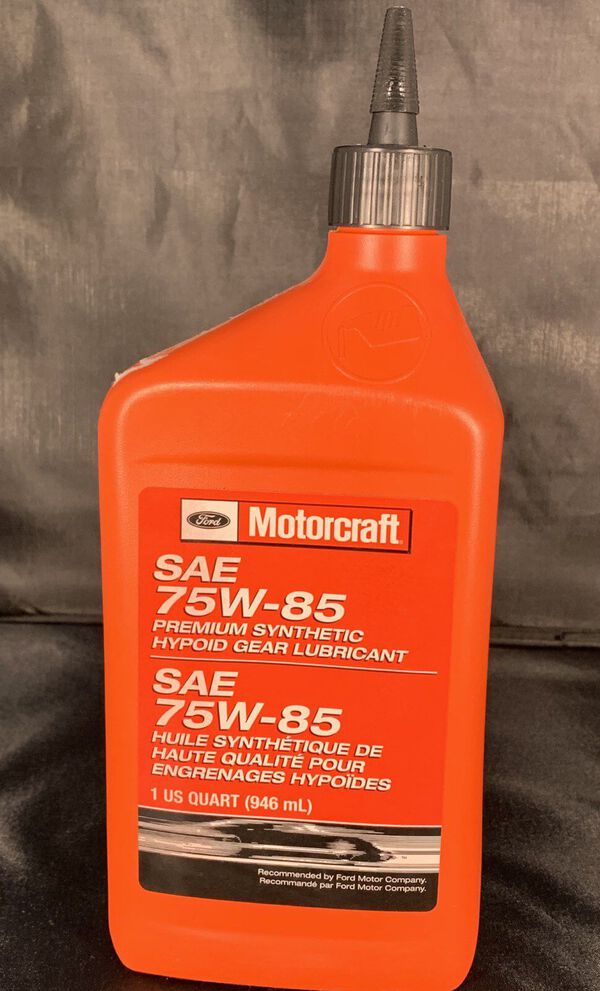 Ford Motorcraft
SAE
75W-85
PREMIUM SYNTHETIC
HYPOID GEAR LUBRICANT
SAE
75W-85
HUILE SYNTHÉTIQUE DE
HAUTE QUALITÉ POUR
ENGRENAGES HYPOÏDES
1 US QUART (946 mL)
Recommended by Ford Motor Company.
Recommandé par Ford Motor Company.